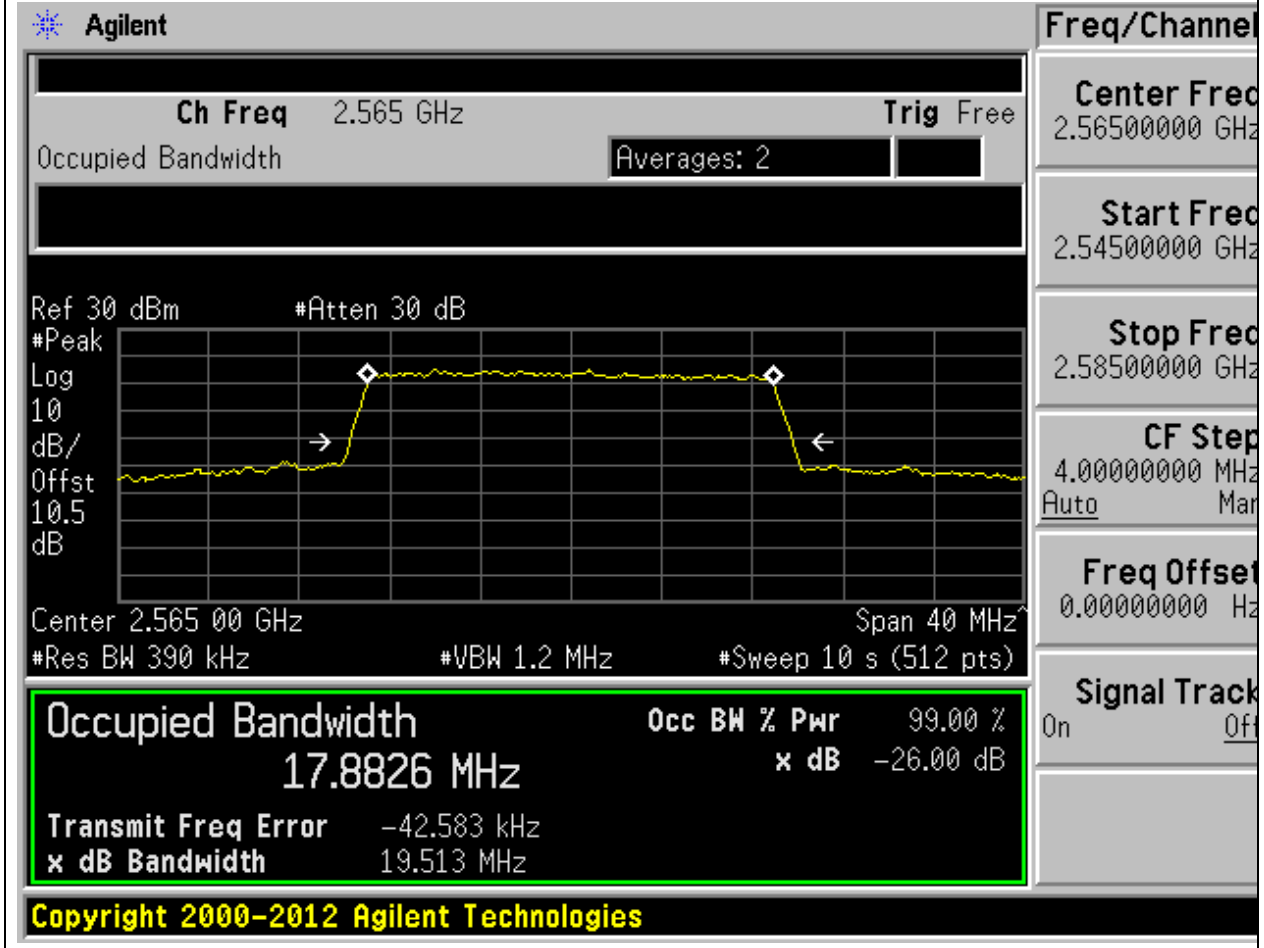 Agilent
Freq/Channel
Ch Freq 2.565 GHz Trig Free
Occupied Bandwidth Averages: 2
Center Freq
2.56500000 GHz
Start Freq
2.54500000 GHz
Stop Freq
2.58500000 GHz
CF Step
4.00000000 MHz
Auto Man
Freq Offset
0.00000000 Hz
Signal Track
On Off
Ref 30 dBm #Atten 30 dB
#Peak
Log
10
dB/
Offst
10.5
dB
Center 2.565 00 GHz Span 40 MHz^
#Res BW 390 kHz #VBW 1.2 MHz #Sweep 10 s (512 pts)
Occupied Bandwidth Occ BW % Pwr 99.00 %
17.8826 MHz x dB -26.00 dB
Transmit Freq Error -42.583 kHz
x dB Bandwidth 19.513 MHz
Copyright 2000-2012 Agilent Technologies